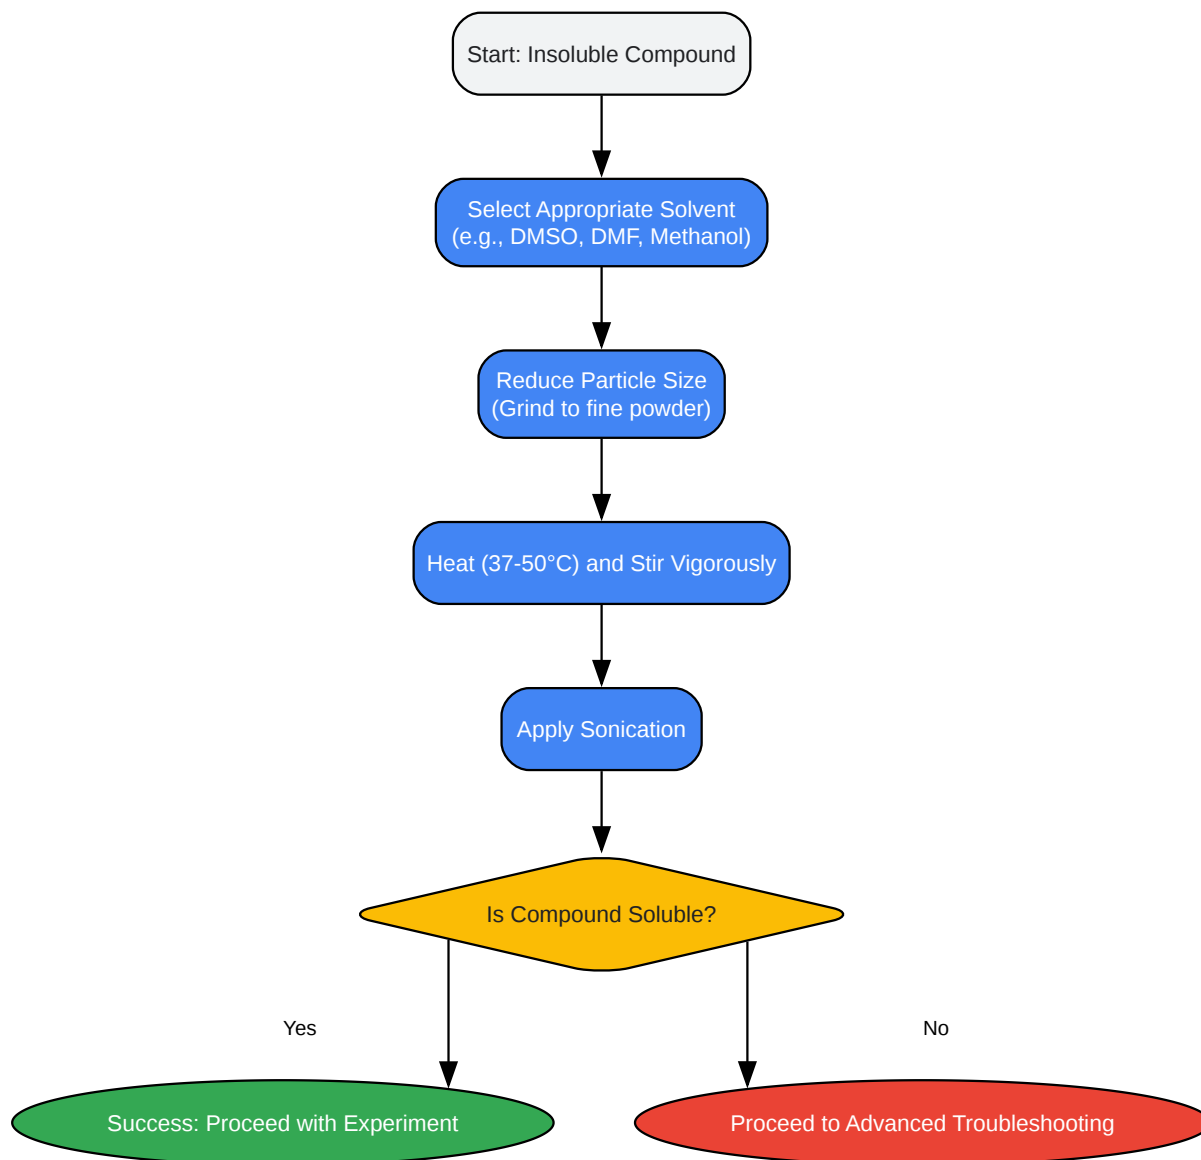 Start: Insoluble Compound
Select Appropriate Solvent
(e.g., DMSO, DMF, Methanol)
Reduce Particle Size
(Grind to fine powder)
Heat (37-50°C) and Stir Vigorously
Apply Sonication
Is Compound Soluble?
Yes
No
Success: Proceed with Experiment
Proceed to Advanced Troubleshooting